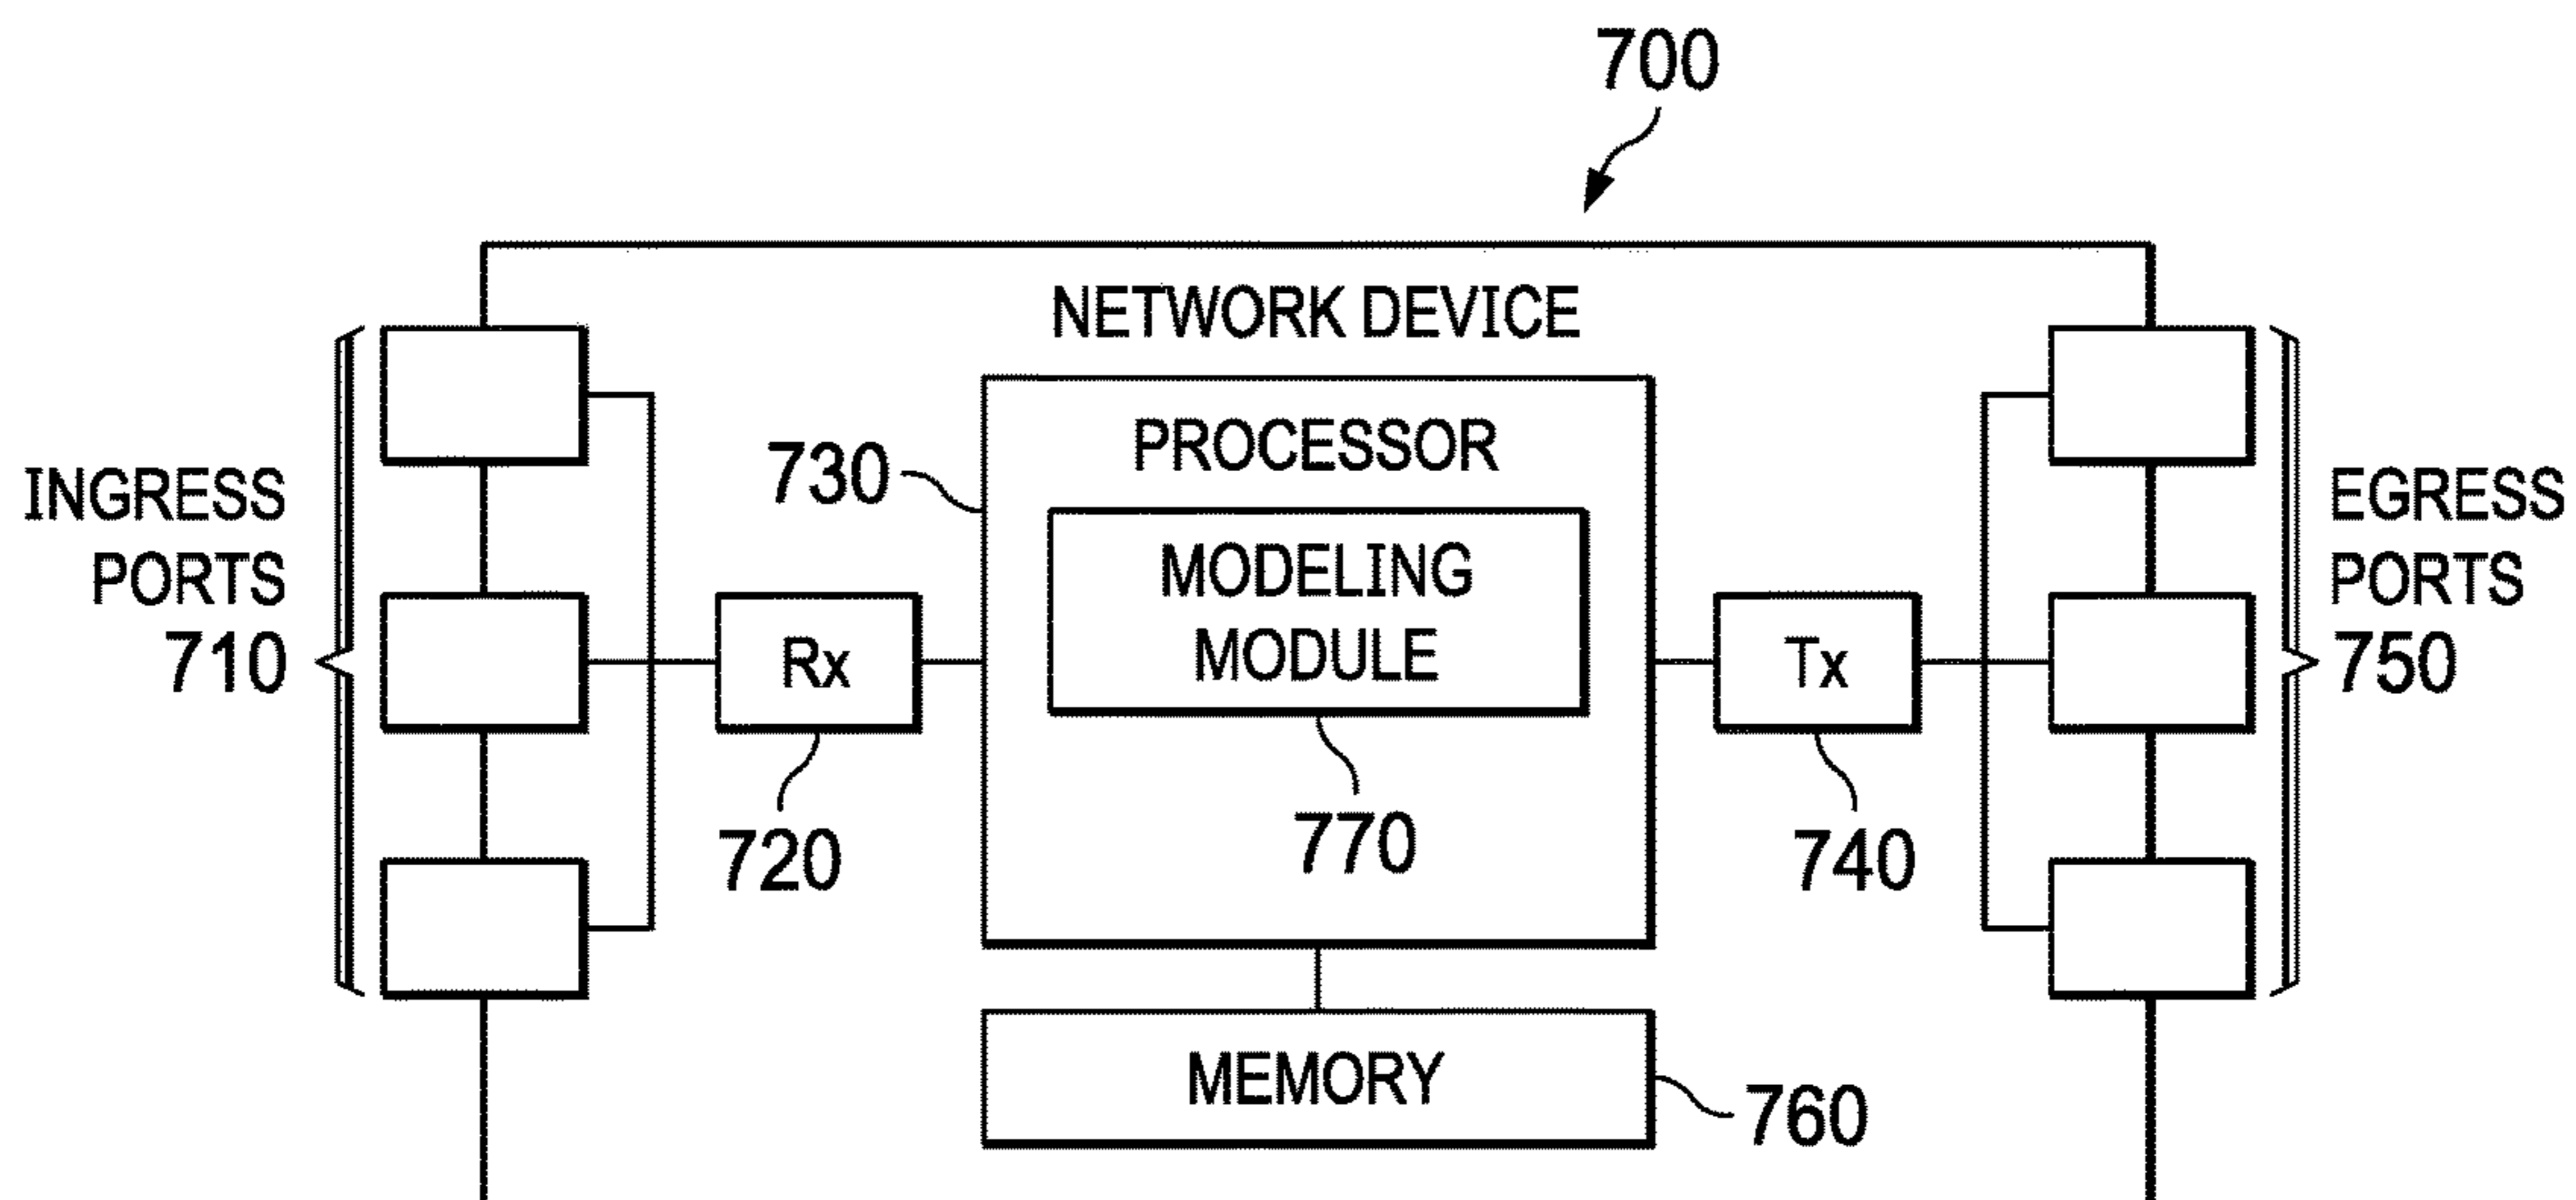 700
NETWORK DEVICE
PROCESSOR
730
INGRESS
PORTS
710
MODELING
MODULE
770
Rx
720
Tx
740
EGRESS
PORTS
750
MEMORY
760